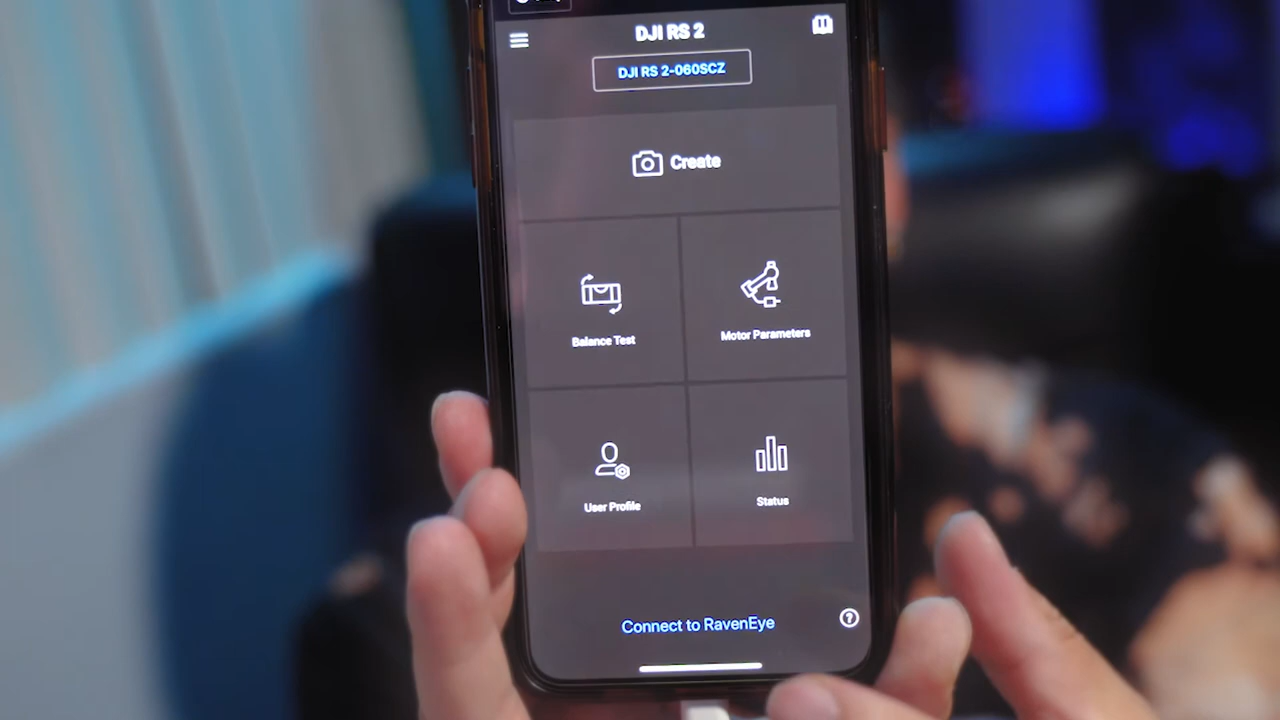 DJI RS 2
DJI RS 2-060SCZ
Create
Balance Test
Motor Parameters
User Profile
Status
Connect to RavenEye
?